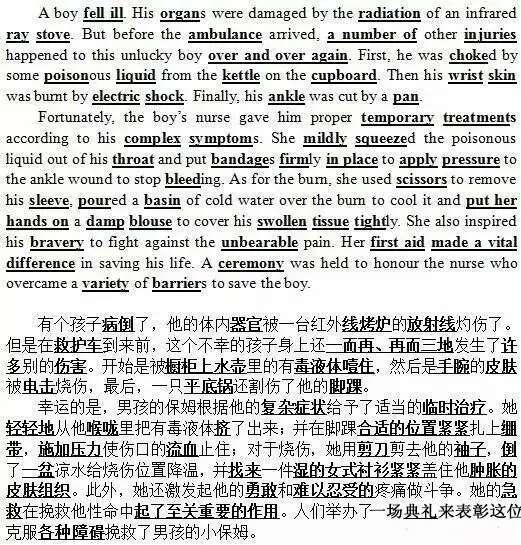 A boy fell ill. His organs were damaged by the radiation of an infrared
ray stove. But before the ambulance arrived, a number of other injuries
happened to this unlucky boy over and over again. First, he was choked by
some poisonous liquid from the kettle on the cupboard. Then his wrist skin
was burnt by electric shock. Finally, his ankle was cut by a pan.
Fortunately, the boy's nurse gave him proper temporary treatments
according to his complex symptoms. She mildly squeezed the poisonous
liquid out of his throat and put bandages firmly in place to apply pressure to
the ankle wound to stop bleeding. As for the burn, she used scissors to remove
his sleeve, poured a basin of cold water over the burn to cool it and put her
hands on a damp blouse to cover his swollen tissue tightly. She also inspired
his bravery to fight against the unbearable pain. Her first aid made a vital
difference in saving his life. A ceremony was held to honour the nurse who
overcame a variety of barriers to save the boy.
有个孩子病倒了，他的体内器官被一台红外线烤炉的放射线灼伤了。
但是在救护车到来前，这个不幸的孩子身上还一而再、再而三地发生了许
多别的伤害。开始是被橱柜上水壶里的有毒液体噎住，然后是手腕的皮肤
被电击烧伤，最后，一只平底锅还割伤了他的脚踝。
幸运的是，男孩的保姆根据他的复杂症状给予了适当的临时治疗。她
轻轻地从他喉咙里把有毒液体挤了出来；并在脚踝合适的位置紧紧扎上绷
带，施加压力使伤口的流血止住；对于烧伤，她用剪刀剪去他的袖子，倒
了一盆凉水给烧伤位置降温，并找来一件湿的女式衬衫紧紧盖住他肿胀的
皮肤组织。此外，她还激发起他的勇敢和难以忍受的疼痛做斗争。她的急
救在挽救他性命中起了至关重要的作用。人们举办了一场典礼来表彰这位
克服各种障碍挽救了男孩的小保姆。